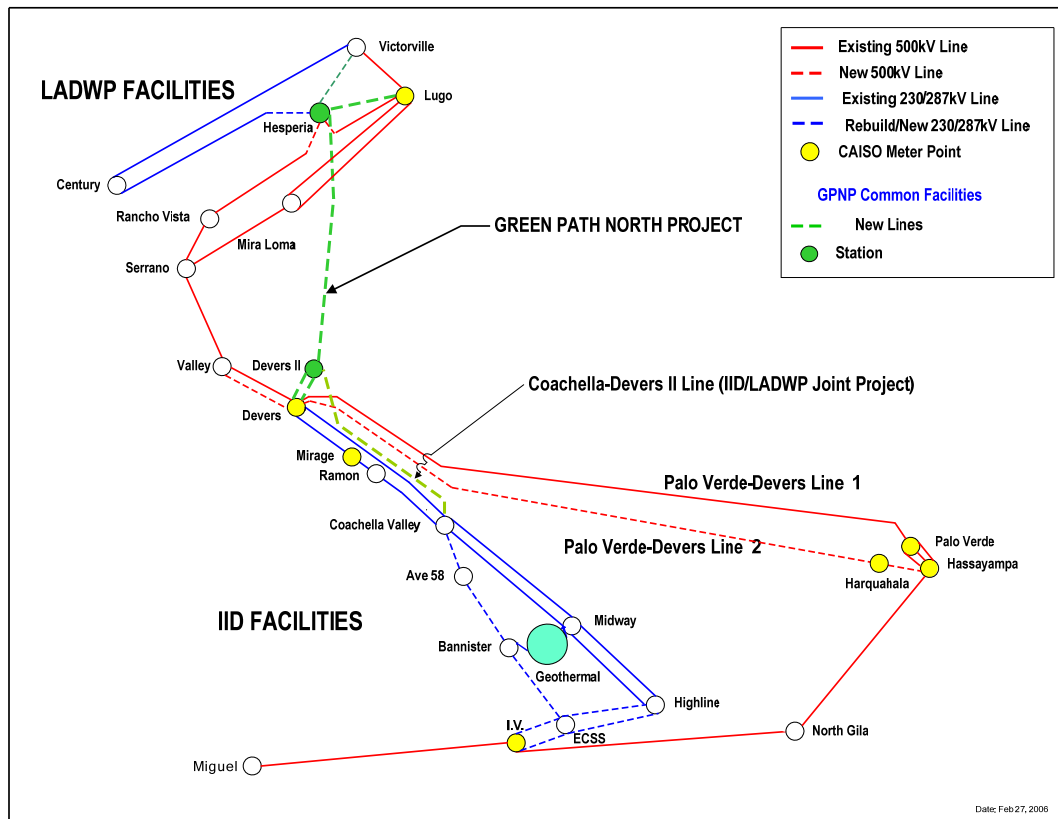 Victorville
LADWP FACILITIES
Lugo
Hesperia
Century
Rancho Vista
Mira Loma
Serrano
GREEN PATH NORTH PROJECT
Existing 500kV Line
New 500kV Line
Existing 230/287kV Line
Rebuild/New 230/287kV Line
CAISO Meter Point
GPNP Common Facilities
New Lines
Station
Valley
Devers II
Coachella-Devers II Line (IID/LADWP Joint Project)
Devers
Mirage
Ramon
Palo Verde-Devers Line 1
Coachella Valley
Palo Verde-Devers Line 2
Palo Verde
Hassayampa
Harquahala
Ave 58
IID FACILITIES
Midway
Bannister
Geothermal
Highline
I.V.
ECSS
North Gila
Miguel
Date; Feb 27, 2006